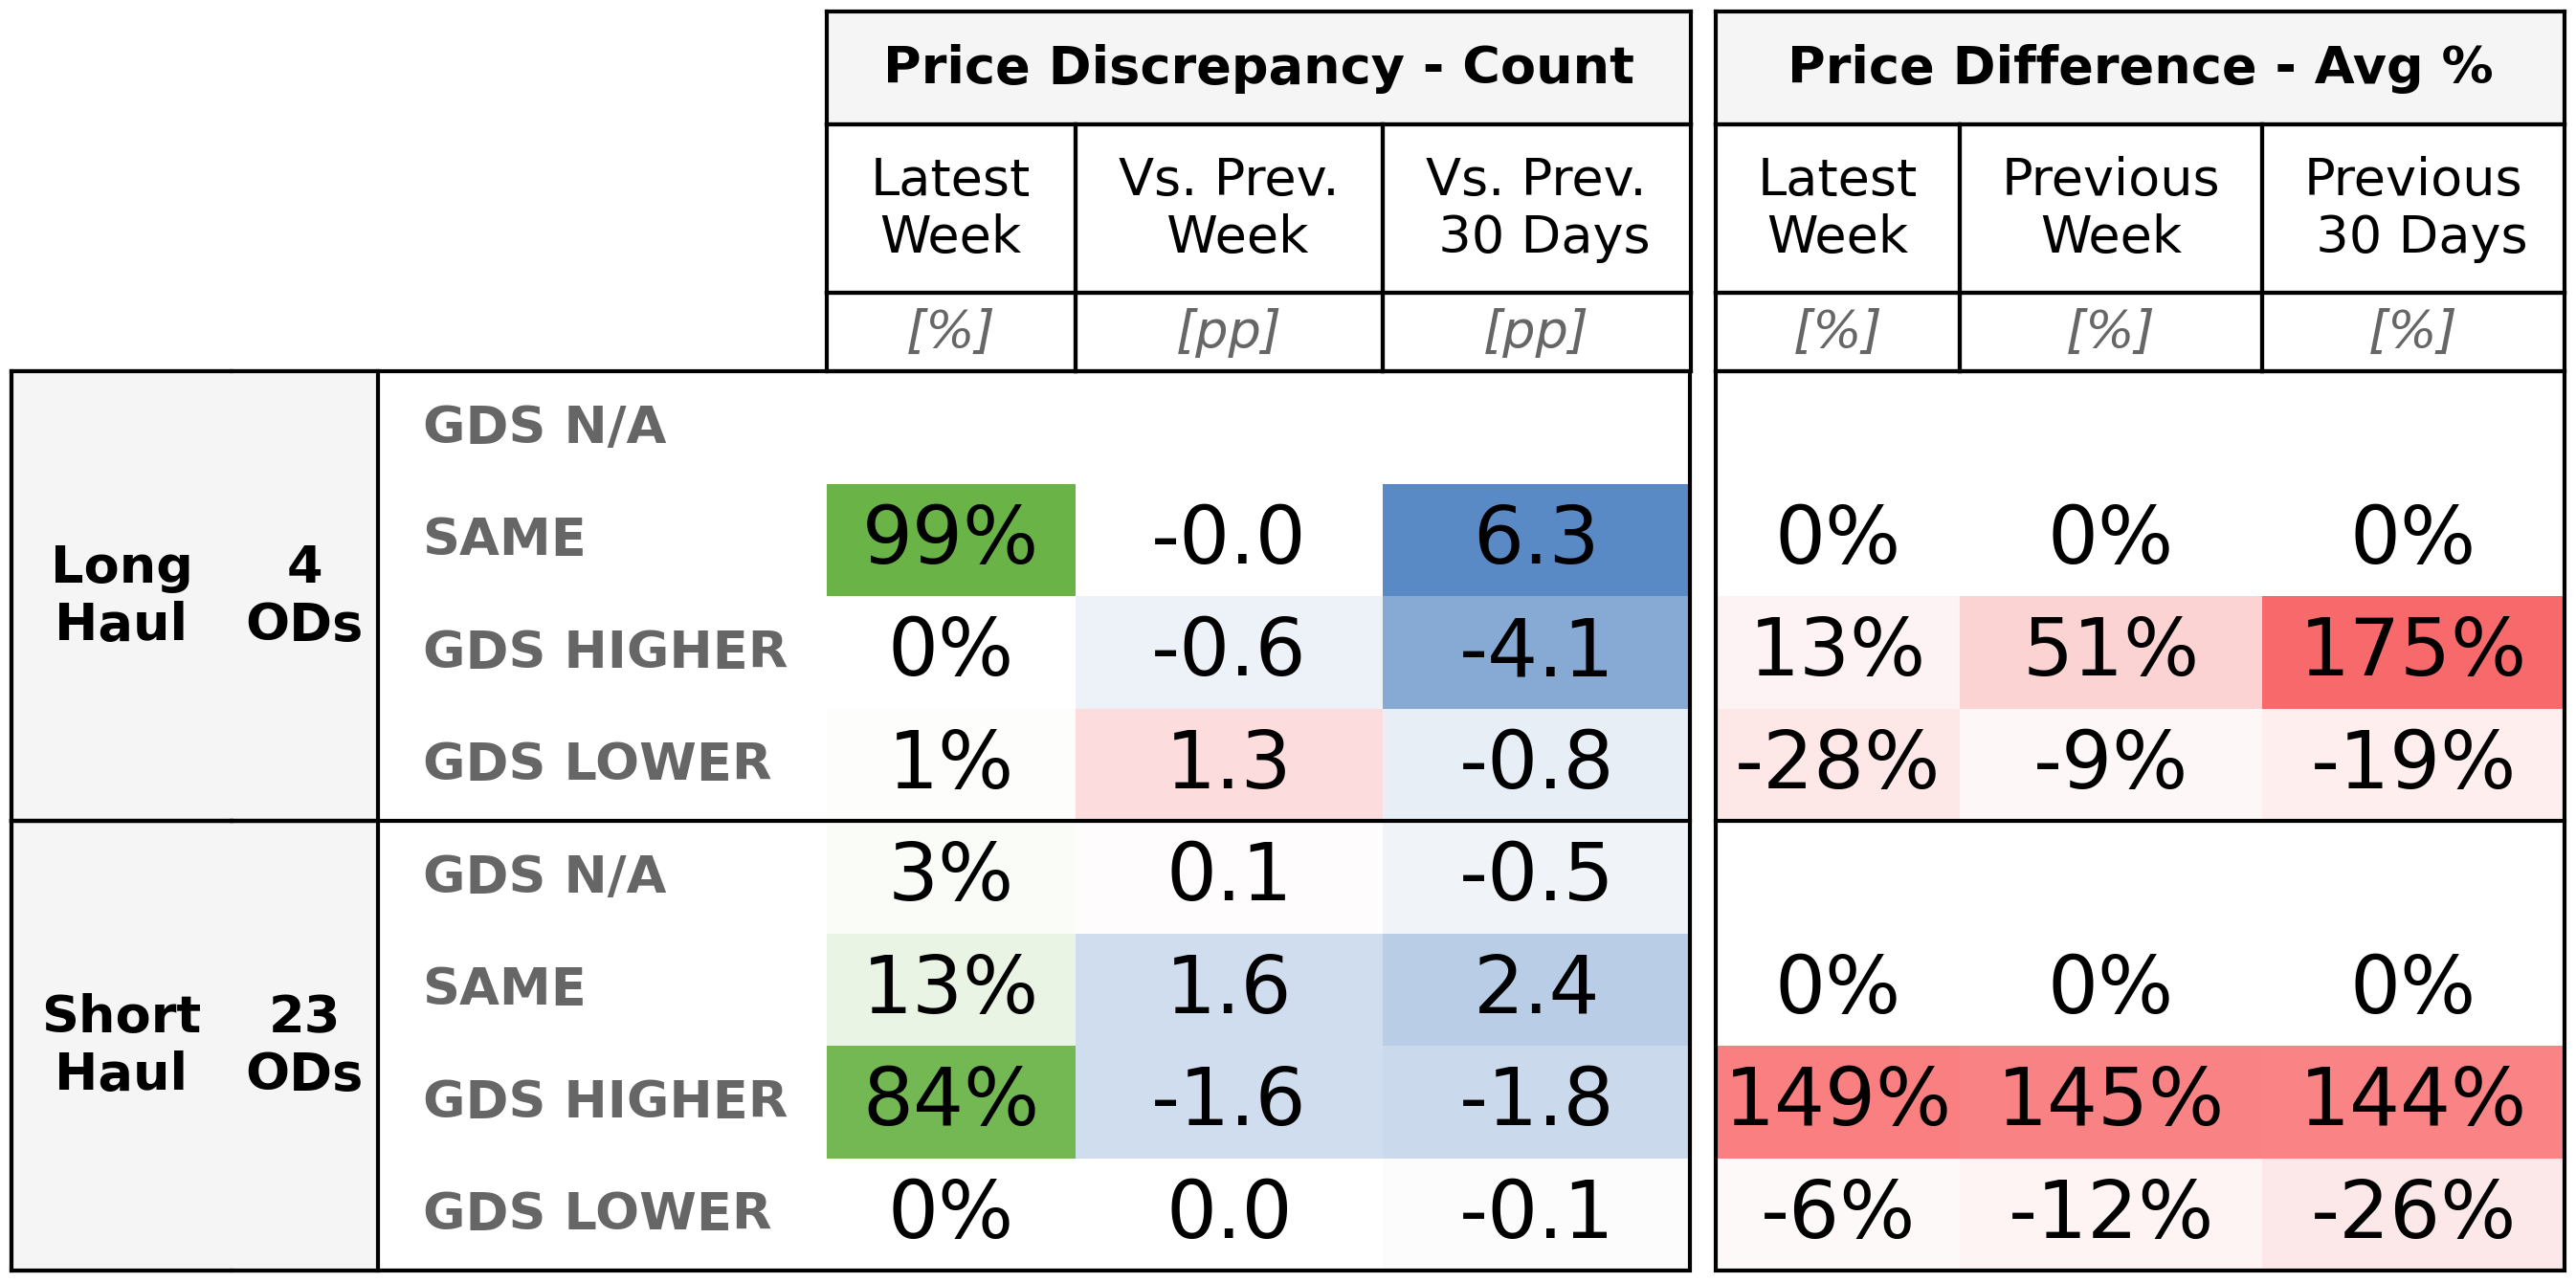 Price Discrepancy - Count Price Difference - Avg %
Latest Week Vs. Prev. Week Vs. Prev. 30 Days Latest Week Previous Week Previous 30 Days
[%] [pp] [pp] [%] [%] [%]
Long Haul 4 ODs
GDS N/A
SAME 99% -0.0 6.3 0% 0% 0%
GDS HIGHER 0% -0.6 -4.1 13% 51% 175%
GDS LOWER 1% 1.3 -0.8 -28% -9% -19%
Short Haul 23 ODs
GDS N/A 3% 0.1 -0.5
SAME 13% 1.6 2.4 0% 0% 0%
GDS HIGHER 84% -1.6 -1.8 149% 145% 144%
GDS LOWER 0% 0.0 -0.1 -6% -12% -26%